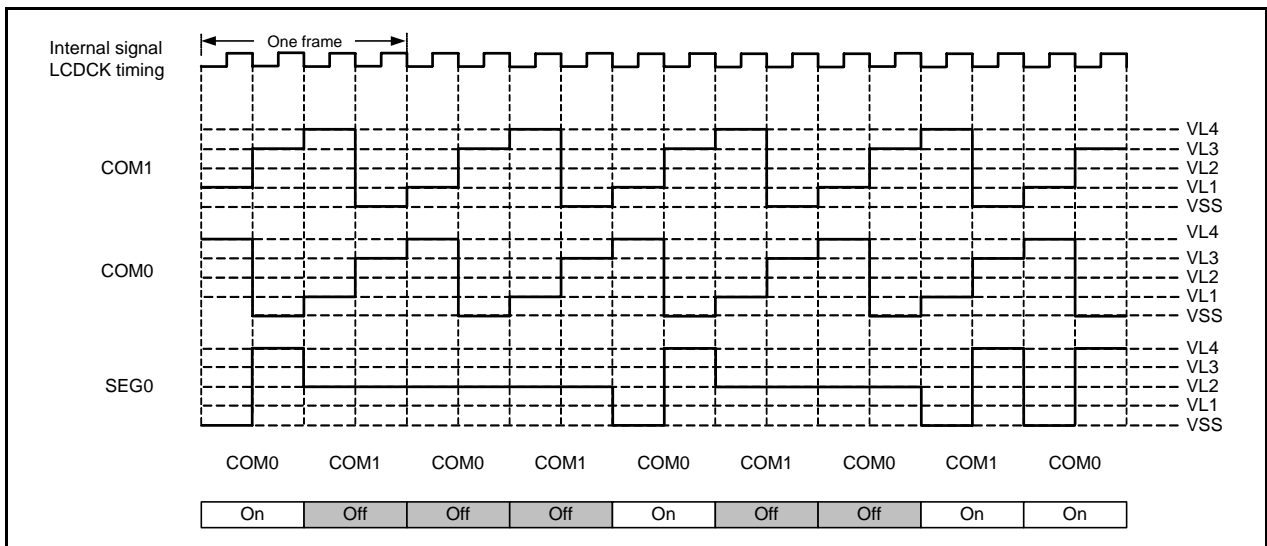 One frame
Internal signal
LCDCK timing
COM1
VL4
VL3
VL2
VL1
VSS
COM0
VL4
VL3
VL2
VL1
VSS
SEG0
VL4
VL3
VL2
VL1
VSS
COM0 COM1 COM0 COM1 COM0 COM1 COM0 COM1 COM0
On Off Off Off On Off Off On On